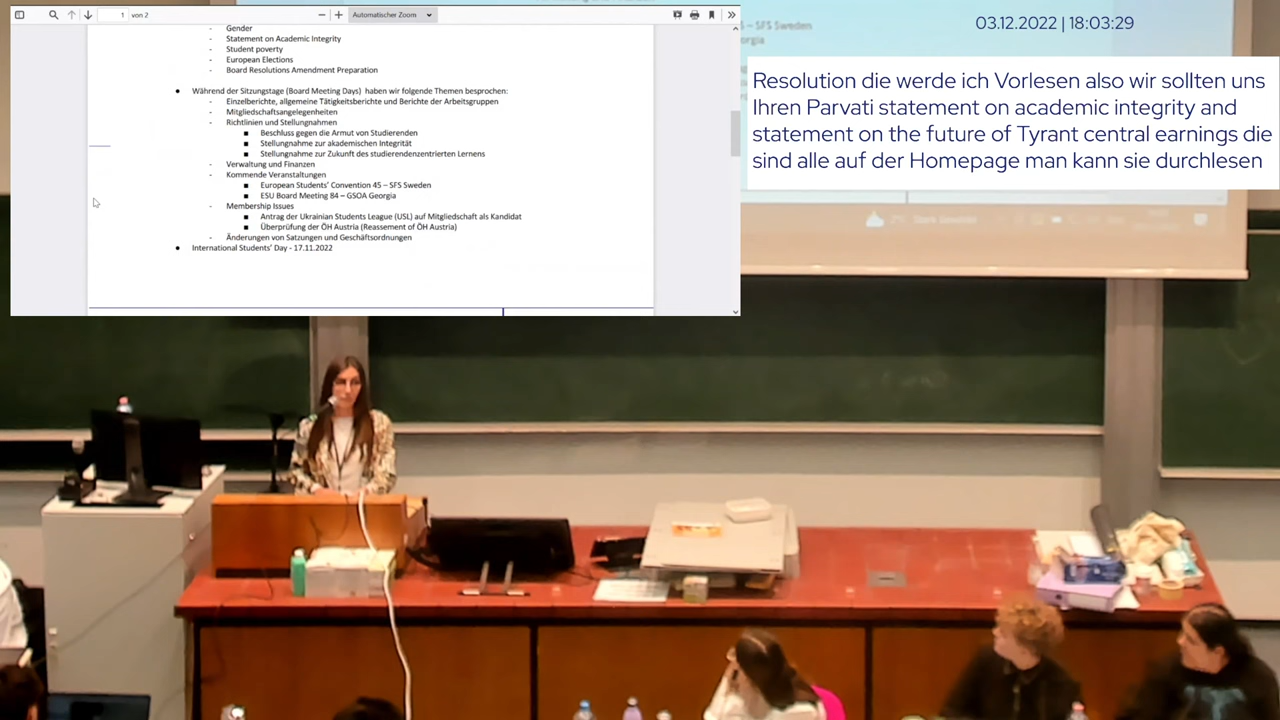 1 von 2
Automatischer Zoom
03.12.2022 | 18:03:29
- SFS Sweden
- Gender
- Statement on Academic Integrity
- Student poverty
- European Elections
- Board Resolutions Amendment Preparation
Während der Sitzungstage (Board Meeting Days) haben wir folgende Themen besprochen:
- Einzelberichte, allgemeine Tätigkeitsberichte und Berichte der Arbeitsgruppen
- Mitgliedschaftsangelegenheiten
- Richtlinien und Stellungnahmen
Beschluss gegen die Armut von Studierenden
Stellungnahme zur akademischen Integrität
Stellungnahme zur Zukunft des studierendenzentrierten Lernens
- Verwaltung und Finanzen
- Kommende Veranstaltungen
European Students' Convention 45 – SFS Sweden
ESU Board Meeting 84 – GSOA Georgia
- Membership Issues
Antrag der Ukrainian Students League (USL) auf Mitgliedschaft als Kandidat
Überprüfung der ÖH Austria (Reassement of ÖH Austria)
- Änderungen von Satzungen und Geschäftsordnungen
International Students' Day - 17.11.2022
Resolution die werde ich Vorlesen also wir sollten uns
Ihren Parvati statement on academic integrity and
statement on the future of Tyrant central earnings die
sind alle auf der Homepage man kann sie durchlesen